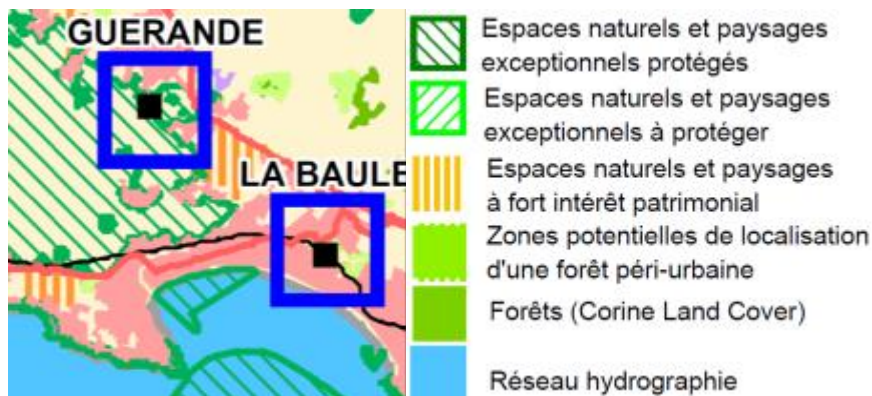 GUERANDE
LA BAULE
Espaces naturels et paysages
exceptionnels protégés
Espaces naturels et paysages
exceptionnels à protéger
Espaces naturels et paysages
à fort intérêt patrimonial
Zones potentielles de localisation
d'une forêt péri-urbaine
Forêts (Corine Land Cover)
Réseau hydrographie